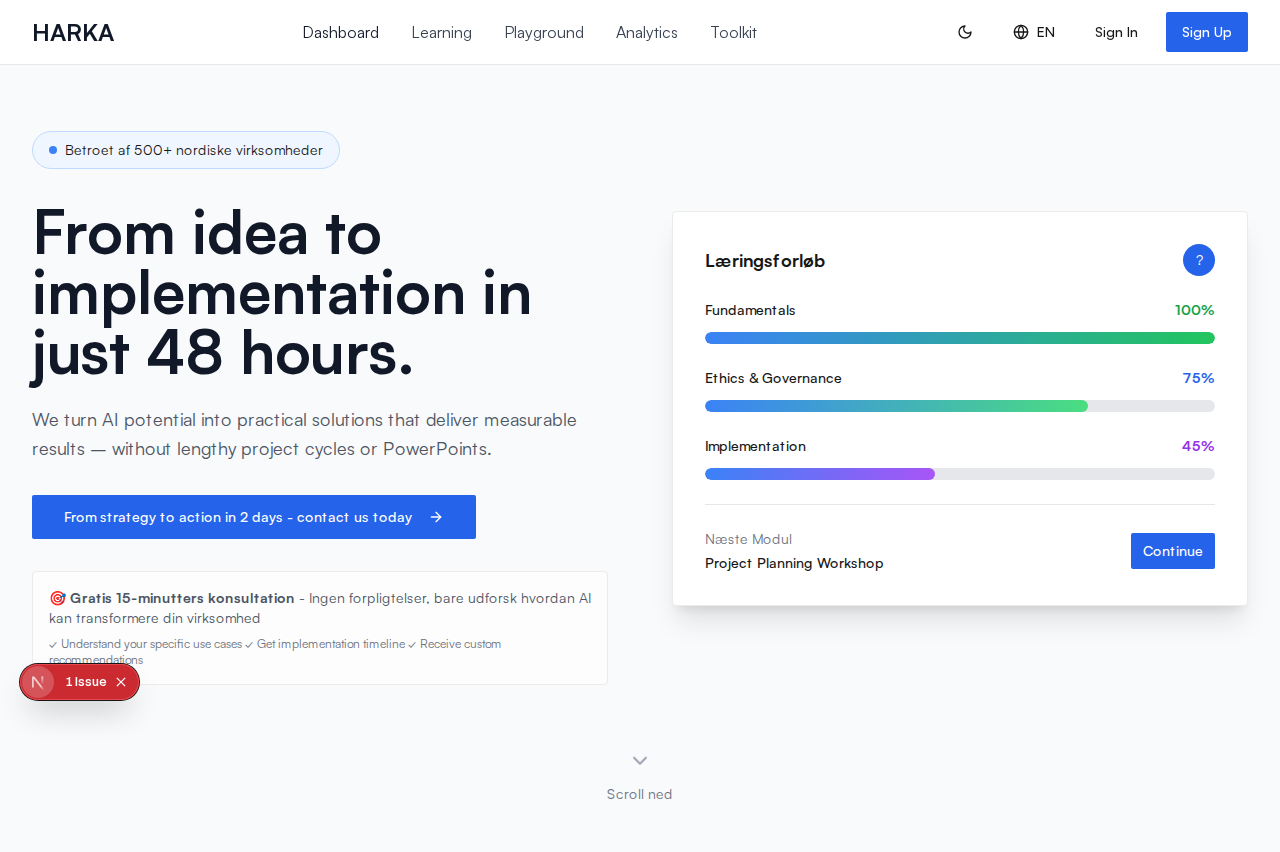 HARKA
Dashboard
Learning
Playground
Analytics
Toolkit
EN
Sign In
Sign Up
Betroet af 500+ nordiske virksomheder
From idea to
implementation in
just 48 hours.
We turn AI potential into practical solutions that deliver measurable
results — without lengthy project cycles or PowerPoints.
From strategy to action in 2 days - contact us today →
🎯 Gratis 15-minutters konsultation - Ingen forpligtelser, bare udforsk hvordan AI
kan transformere din virksomhed
✓ Understand your specific use cases ✓ Get implementation timeline ✓ Receive custom
recommendations
N
1 Issue
Læringsforløb
?
Fundamentals
100%
Ethics & Governance
75%
Implementation
45%
Næste Modul
Project Planning Workshop
Continue
Scroll ned